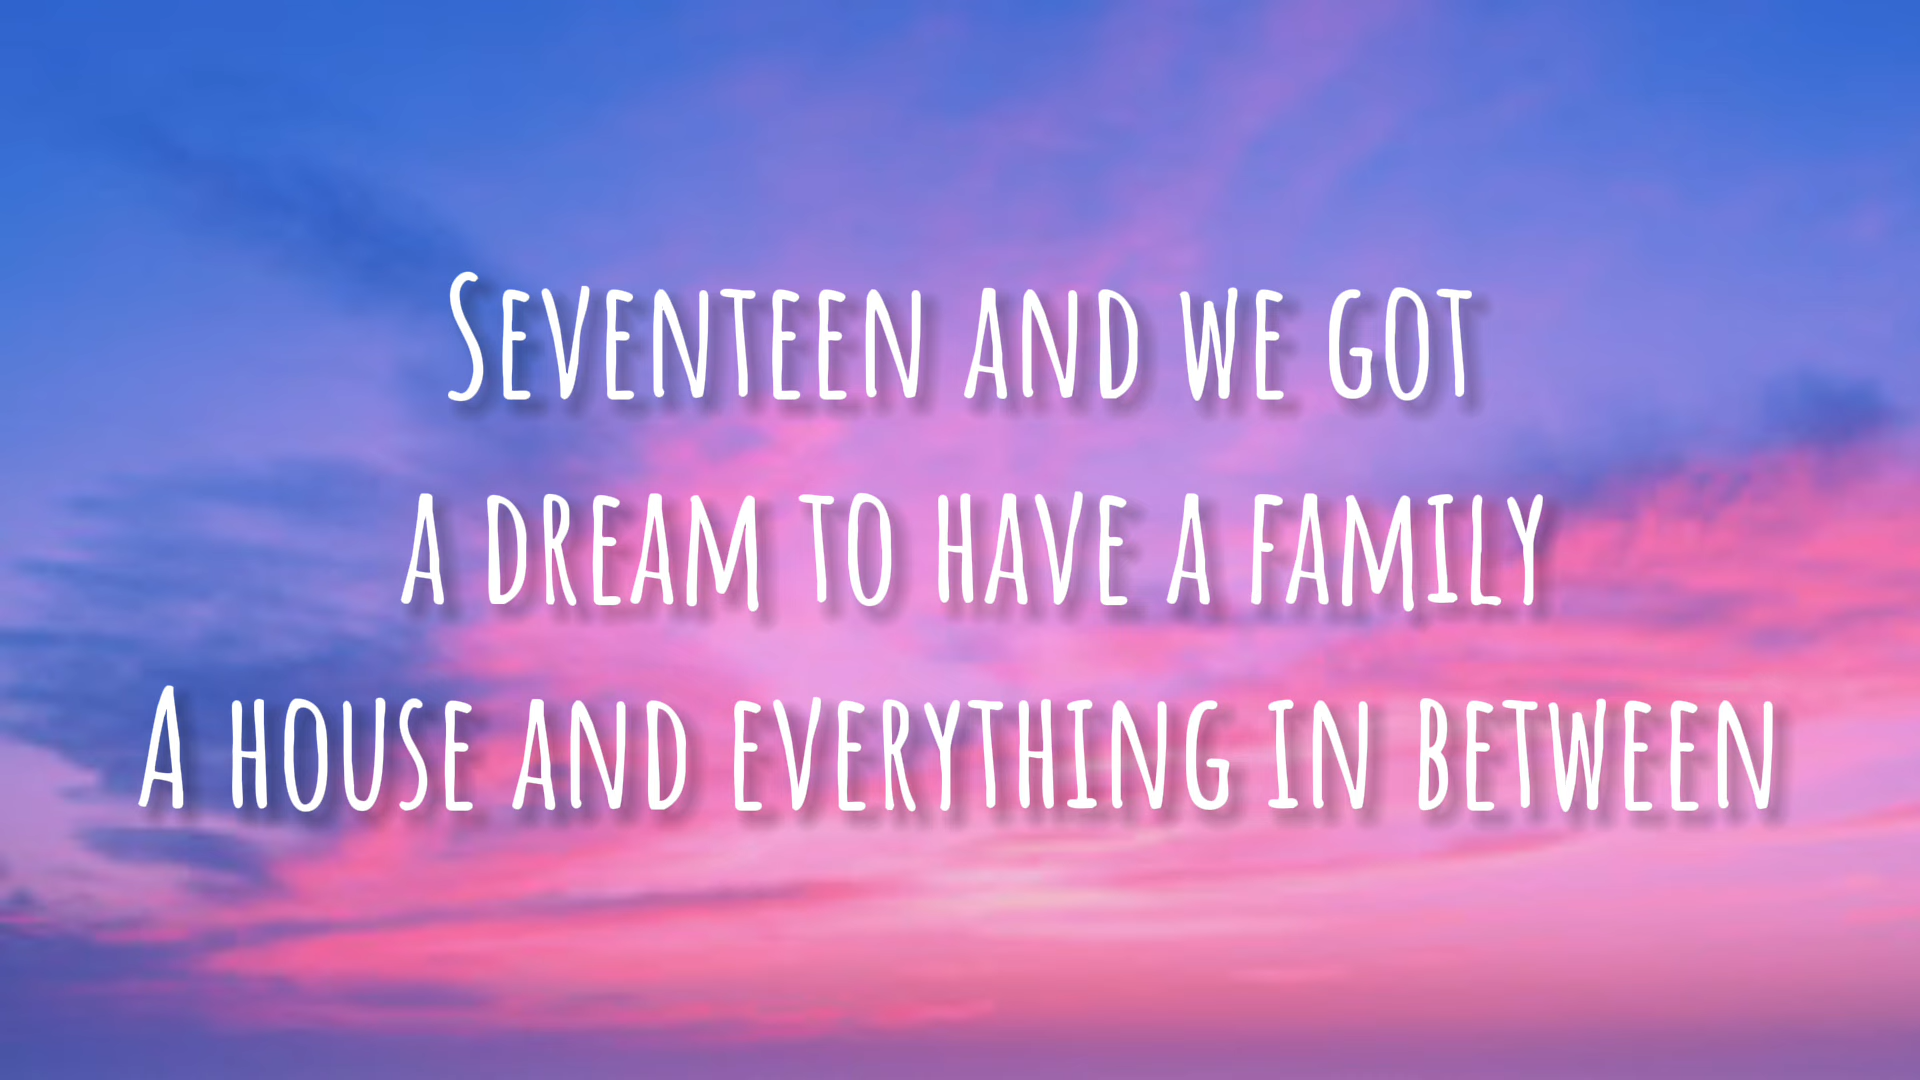 Seventeen and we got
a dream to have a family
A house and everything in between